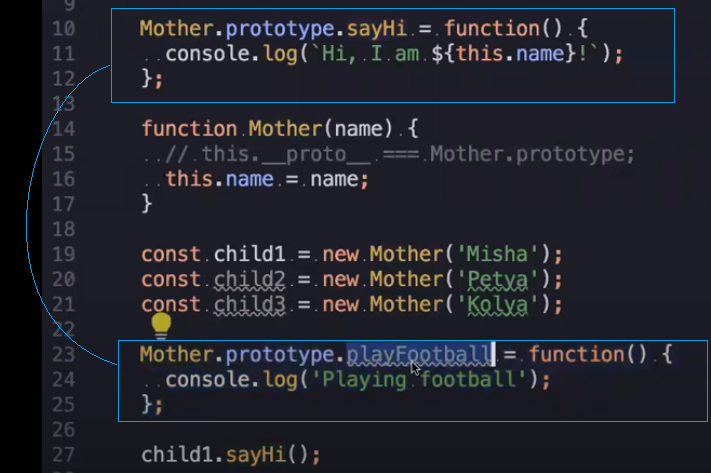 9
10 Mother.prototype.sayHi = function() {
11 console.log(`Hi, I am ${this.name}!`);
12 };
13
14 function Mother(name) {
15 // this.__proto__ === Mother.prototype;
16 this.name = name;
17 }
18
19 const child1 = new Mother('Misha');
20 const child2 = new Mother('Petya');
21 const child3 = new Mother('Kolya');
22
23 Mother.prototype.playFootball = function() {
24 console.log('Playing football');
25 };
26
27 child1.sayHi();